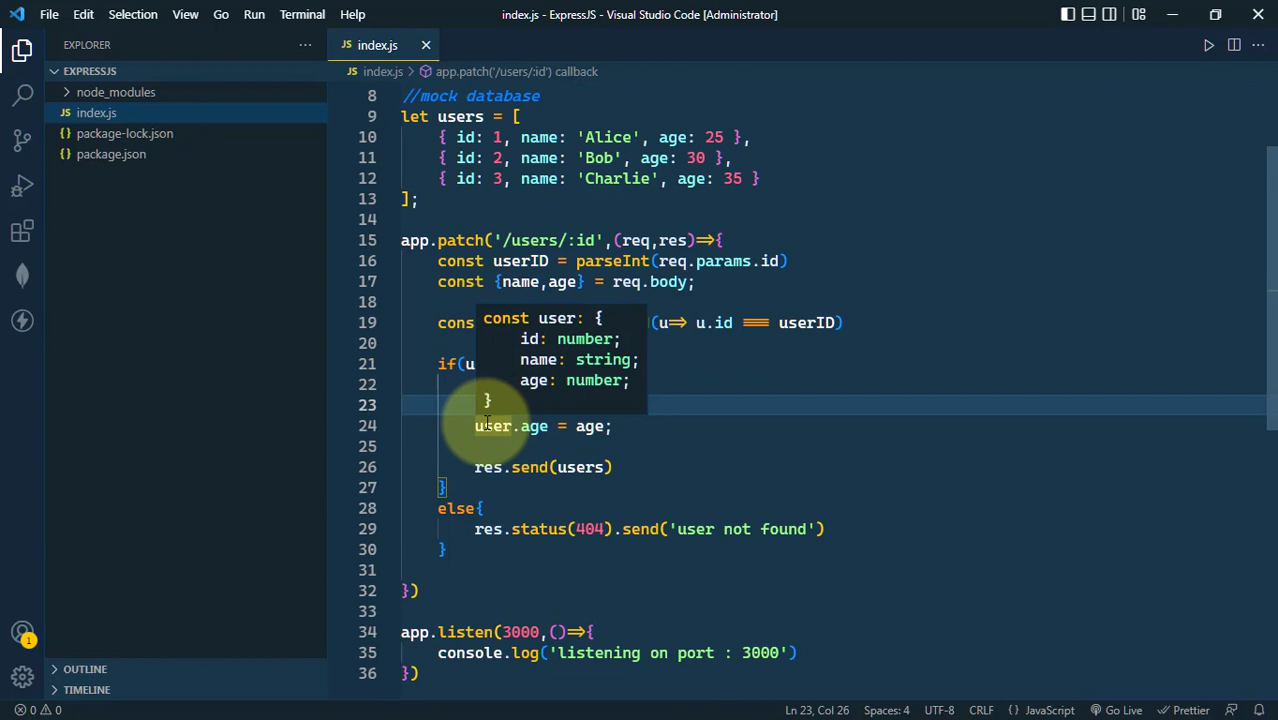 File Edit Selection View Go Run Terminal Help
index.js - ExpressJS - Visual Studio Code [Administrator]
EXPLORER
EXPRESSJS
node_modules
JS index.js
{} package-lock.json
{} package.json
OUTLINE
TIMELINE
JS index.js
JS index.js > app.patch('/users/:id') callback
8 //mock database
9 let users = [
10 { id: 1, name: 'Alice', age: 25 },
11 { id: 2, name: 'Bob', age: 30 },
12 { id: 3, name: 'Charlie', age: 35 }
13 ];
14
15 app.patch('/users/:id',(req,res)=>{
16 const userID = parseInt(req.params.id)
17 const {name,age} = req.body;
18
19 cons (u=> u.id === userID)
const user: {
id: number;
name: string;
age: number;
}
20
21 if(u
22
23
24 user.age = age;
25
26 res.send(users)
27 }
28 else{
29 res.status(404).send('user not found')
30 }
31
32 })
33
34 app.listen(3000,()=>{
35 console.log('listening on port : 3000')
36 })
1
0 0 Ln 23, Col 26 Spaces: 4 UTF-8 CRLF {} JavaScript Go Live Prettier